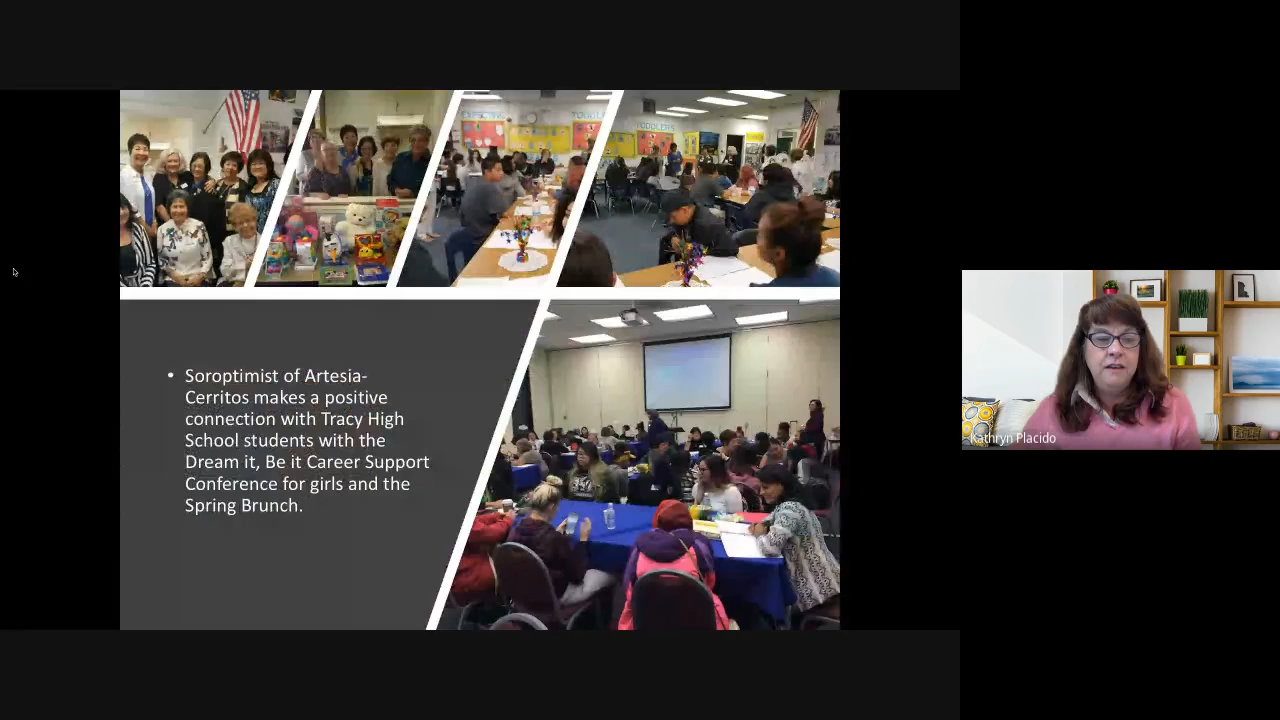 TODDLERS
• Soroptimist of Artesia-
Cerritos makes a positive
connection with Tracy High
School students with the
Dream it, Be it Career Support
Conference for girls and the
Spring Brunch.
Kathryn Placido